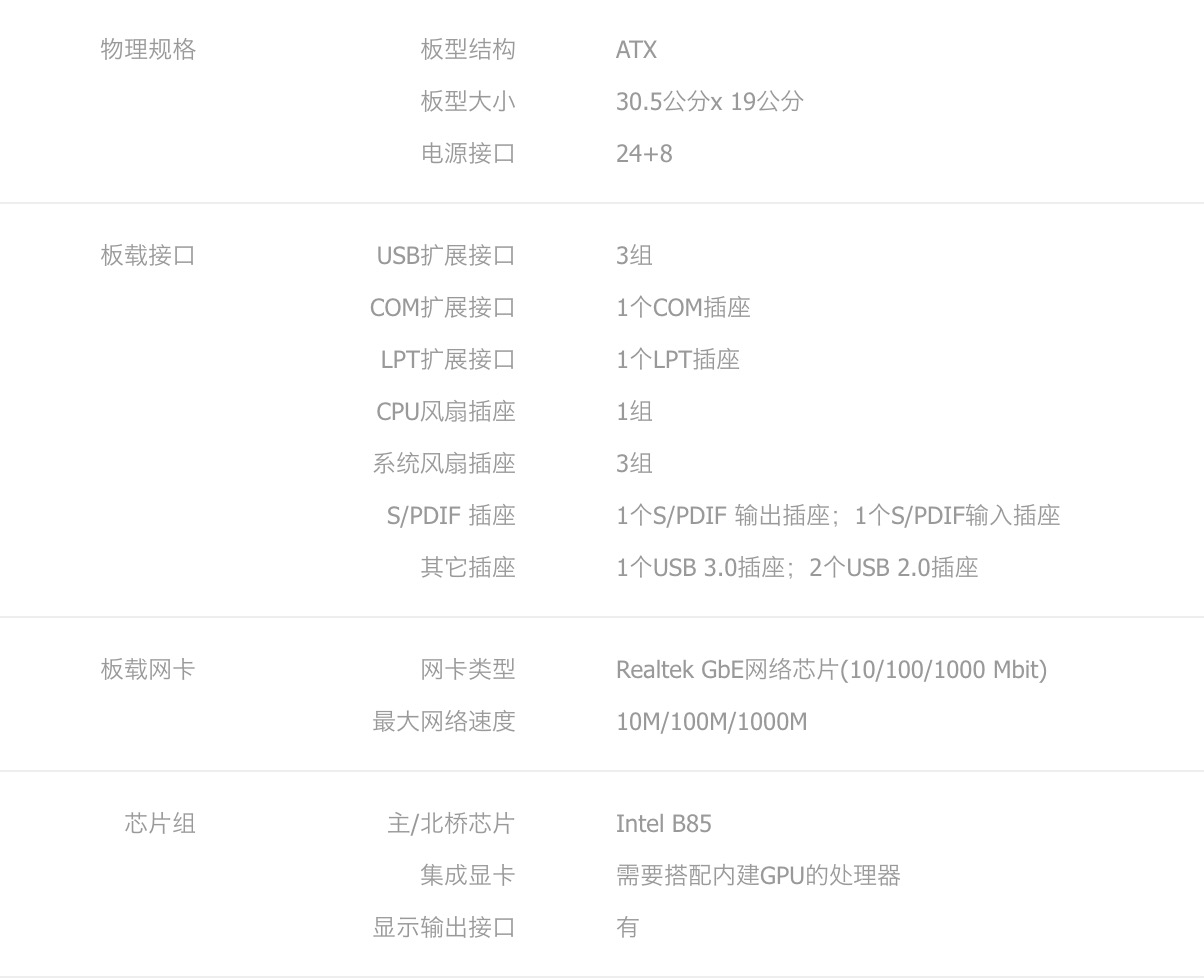 物理规格 板型结构 ATX
板型大小 30.5公分x 19公分
电源接口 24+8
板载接口 USB扩展接口 3组
COM扩展接口 1个COM插座
LPT扩展接口 1个LPT插座
CPU风扇插座 1组
系统风扇插座 3组
S/PDIF 插座 1个S/PDIF 输出插座；1个S/PDIF输入插座
其它插座 1个USB 3.0插座；2个USB 2.0插座
板载网卡 网卡类型 Realtek GbE网络芯片(10/100/1000 Mbit)
最大网络速度 10M/100M/1000M
芯片组 主/北桥芯片 Intel B85
集成显卡 需要搭配内建GPU的处理器
显示输出接口 有